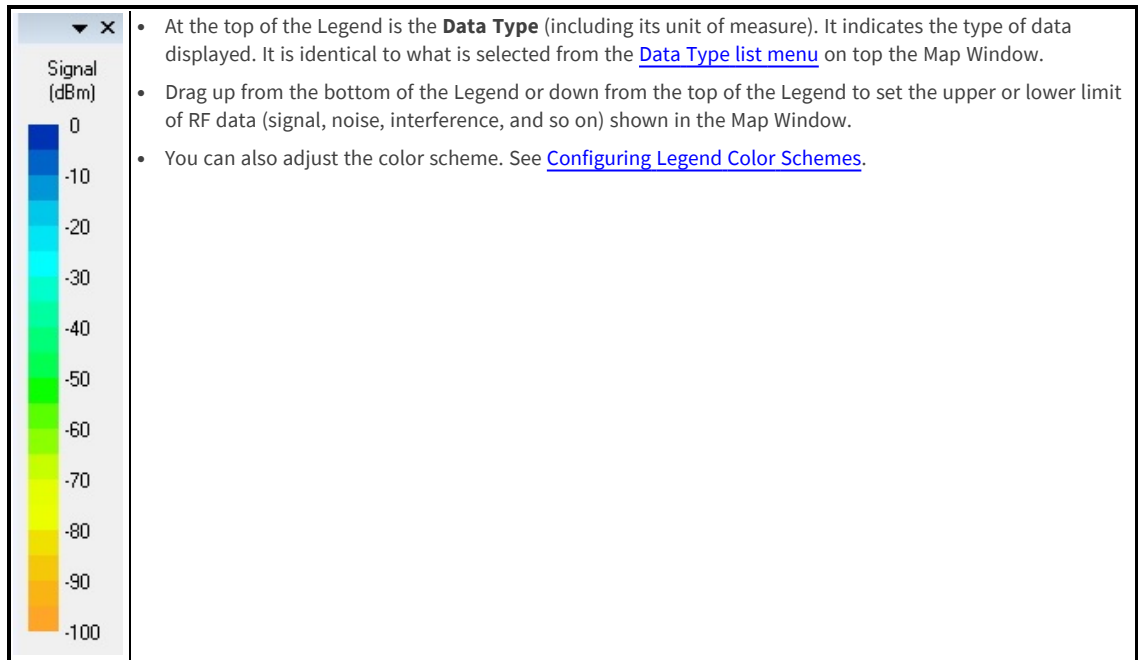 Signal
(dBm)
0
-10
-20
-30
-40
-50
-60
-70
-80
-90
-100
• At the top of the Legend is the Data Type (including its unit of measure). It indicates the type of data
displayed. It is identical to what is selected from the Data Type list menu on top the Map Window.
• Drag up from the bottom of the Legend or down from the top of the Legend to set the upper or lower limit
of RF data (signal, noise, interference, and so on) shown in the Map Window.
• You can also adjust the color scheme. See Configuring Legend Color Schemes.